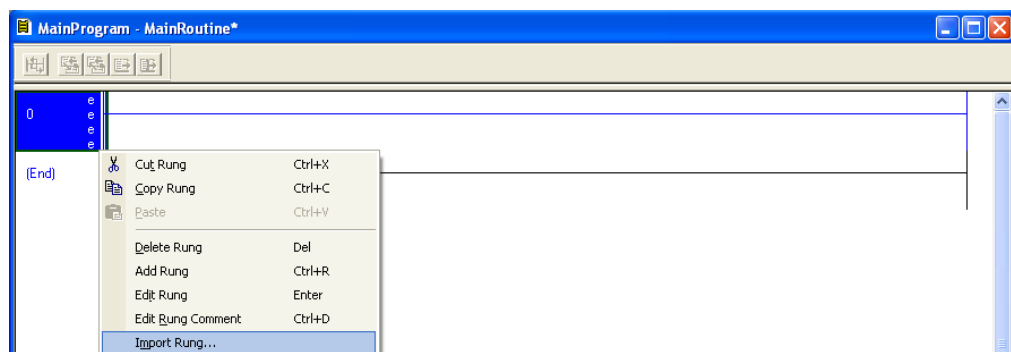 MainProgram - MainRoutine*
0
e
e
e
e
(End)
Cut Rung Ctrl+X
Copy Rung Ctrl+C
Paste Ctrl+V
Delete Rung Del
Add Rung Ctrl+R
Edit Rung Enter
Edit Rung Comment Ctrl+D
Import Rung...